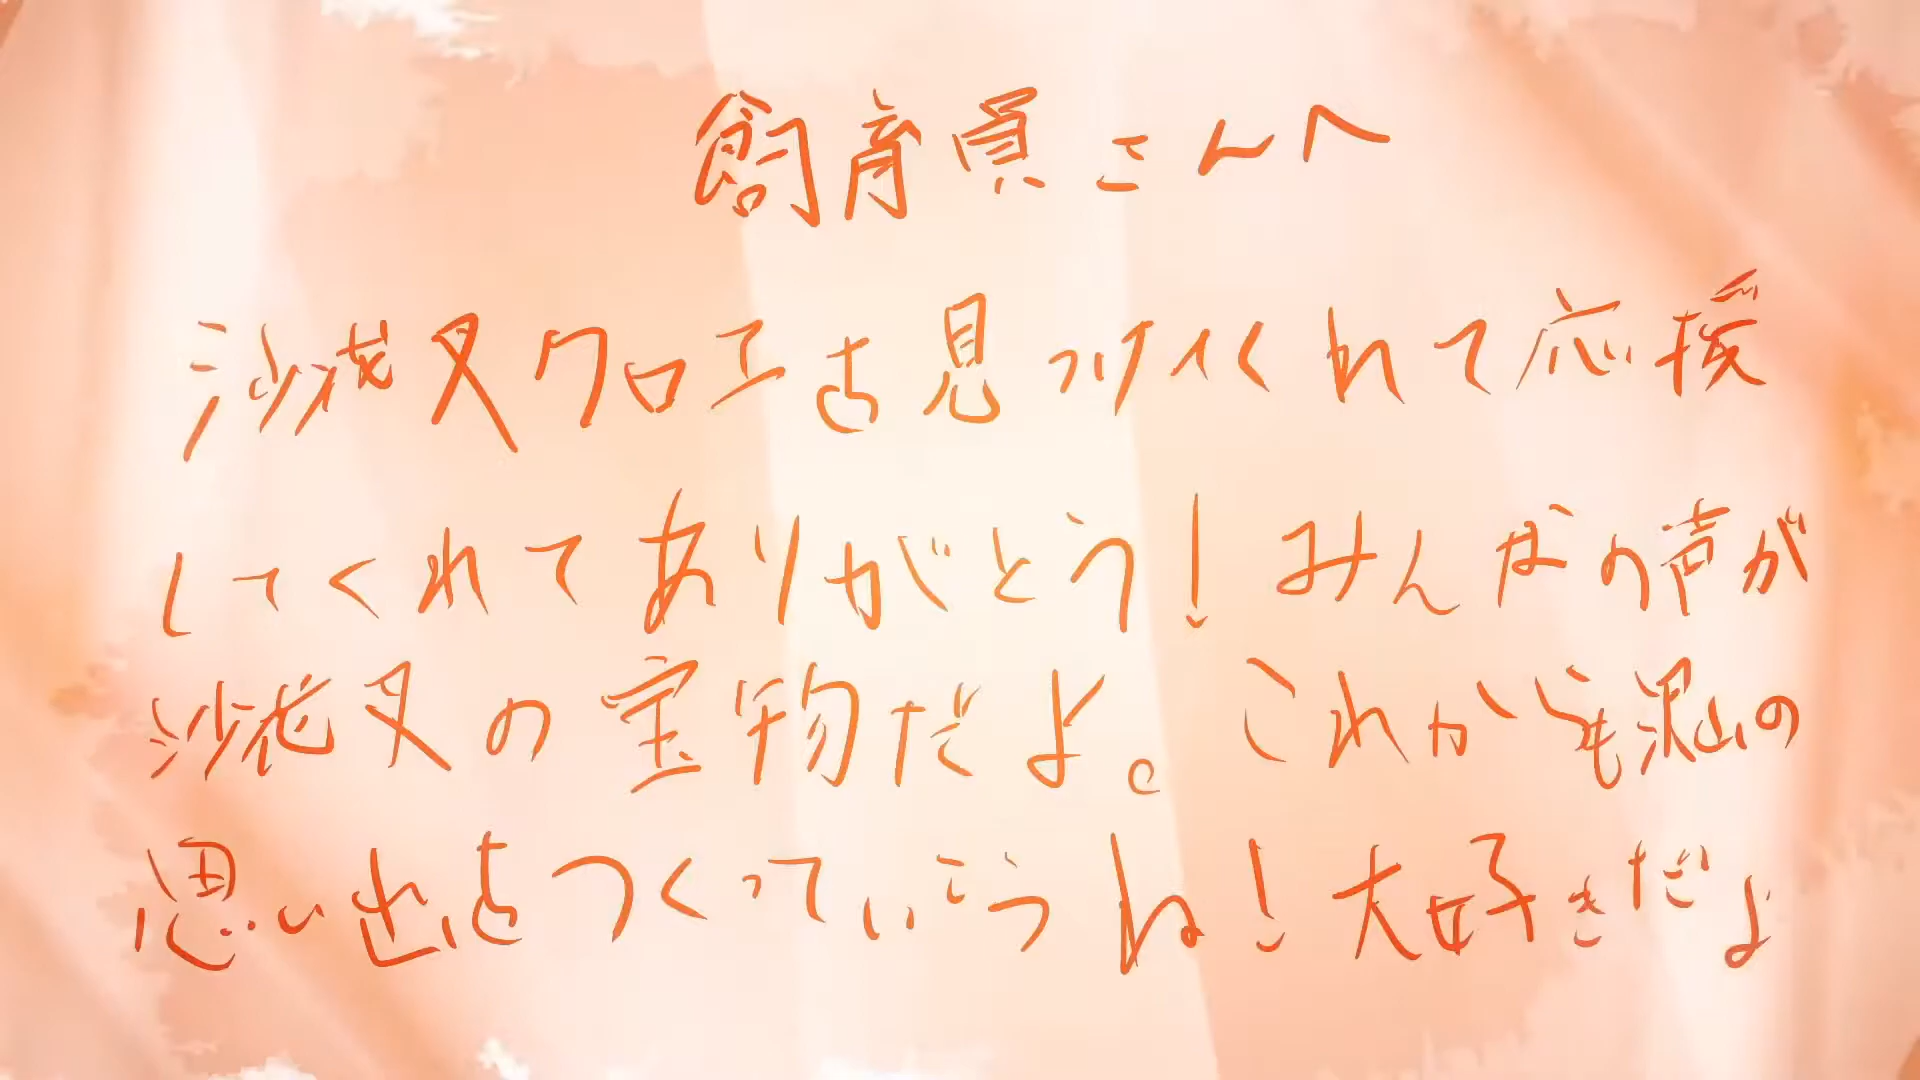 飼育員さんへ
沙花叉クロヱを見つけてくれて応援
してくれてありがとう!みんなの声が
沙花叉の宝物だよ。これからも沢山の
思い出をつくっていこうね!大好きだよ